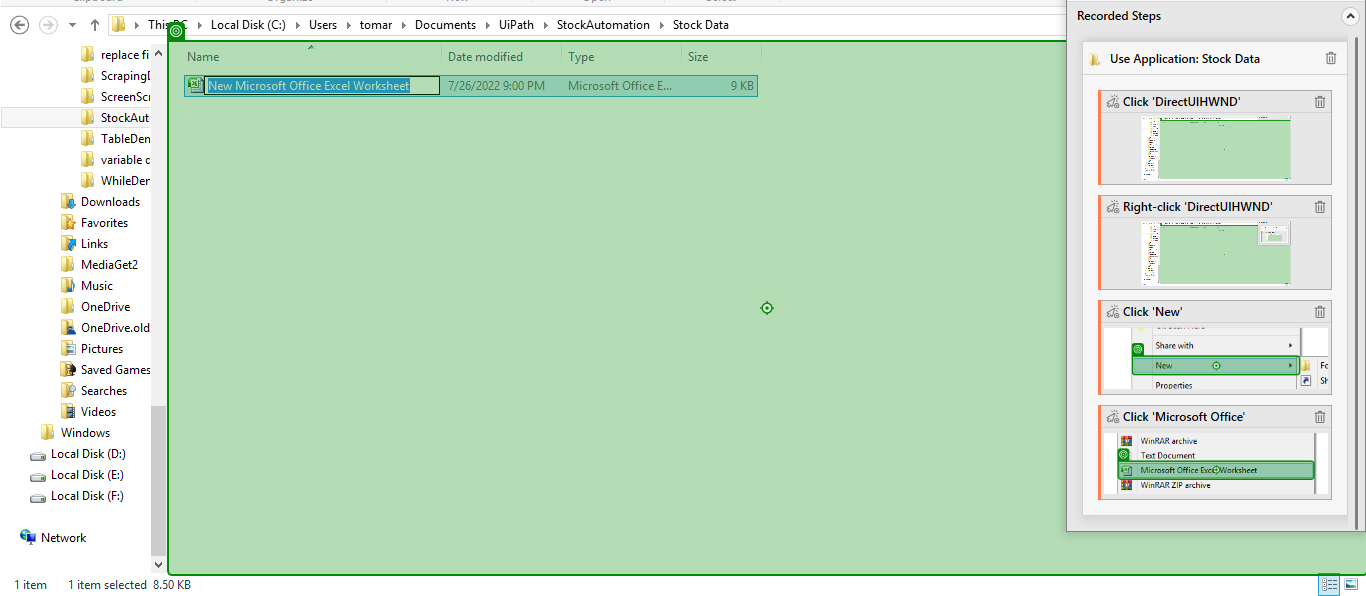 This PC Local Disk (C:) Users tomar Documents UiPath StockAutomation Stock Data
replace fi
ScrapingD
ScreenScr
StockAut
TableDen
variable d
WhileDen
Downloads
Favorites
Links
MediaGet2
Music
OneDrive
OneDrive.old
Pictures
Saved Games
Searches
Videos
Windows
Local Disk (D:)
Local Disk (E:)
Local Disk (F:)
Network
Name Date modified Type Size
New Microsoft Office Excel Worksheet 7/26/2022 9:00 PM Microsoft Office E... 9 KB
1 item 1 item selected 8.50 KB
Recorded Steps
Use Application: Stock Data
Click 'DirectUIHWND'
Right-click 'DirectUIHWND'
Click 'New'
Share with
New Fo
Properties Sh
Click 'Microsoft Office'
WinRAR archive
Text Document
Microsoft Office Excel Worksheet
WinRAR ZIP archive